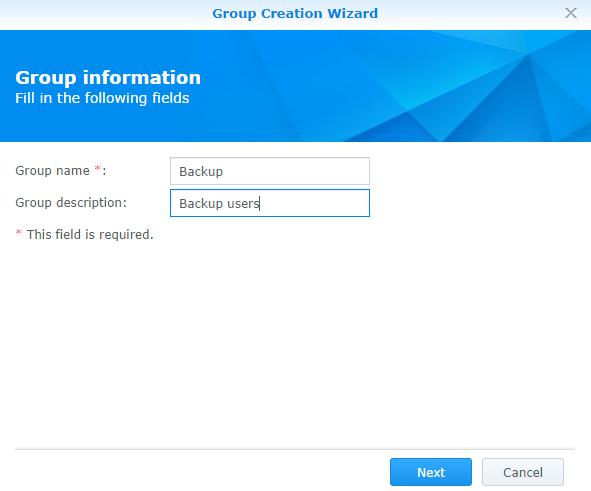 Group Creation Wizard
Group information
Fill in the following fields
Group name *: Backup
Group description: Backup users
* This field is required.
Next Cancel